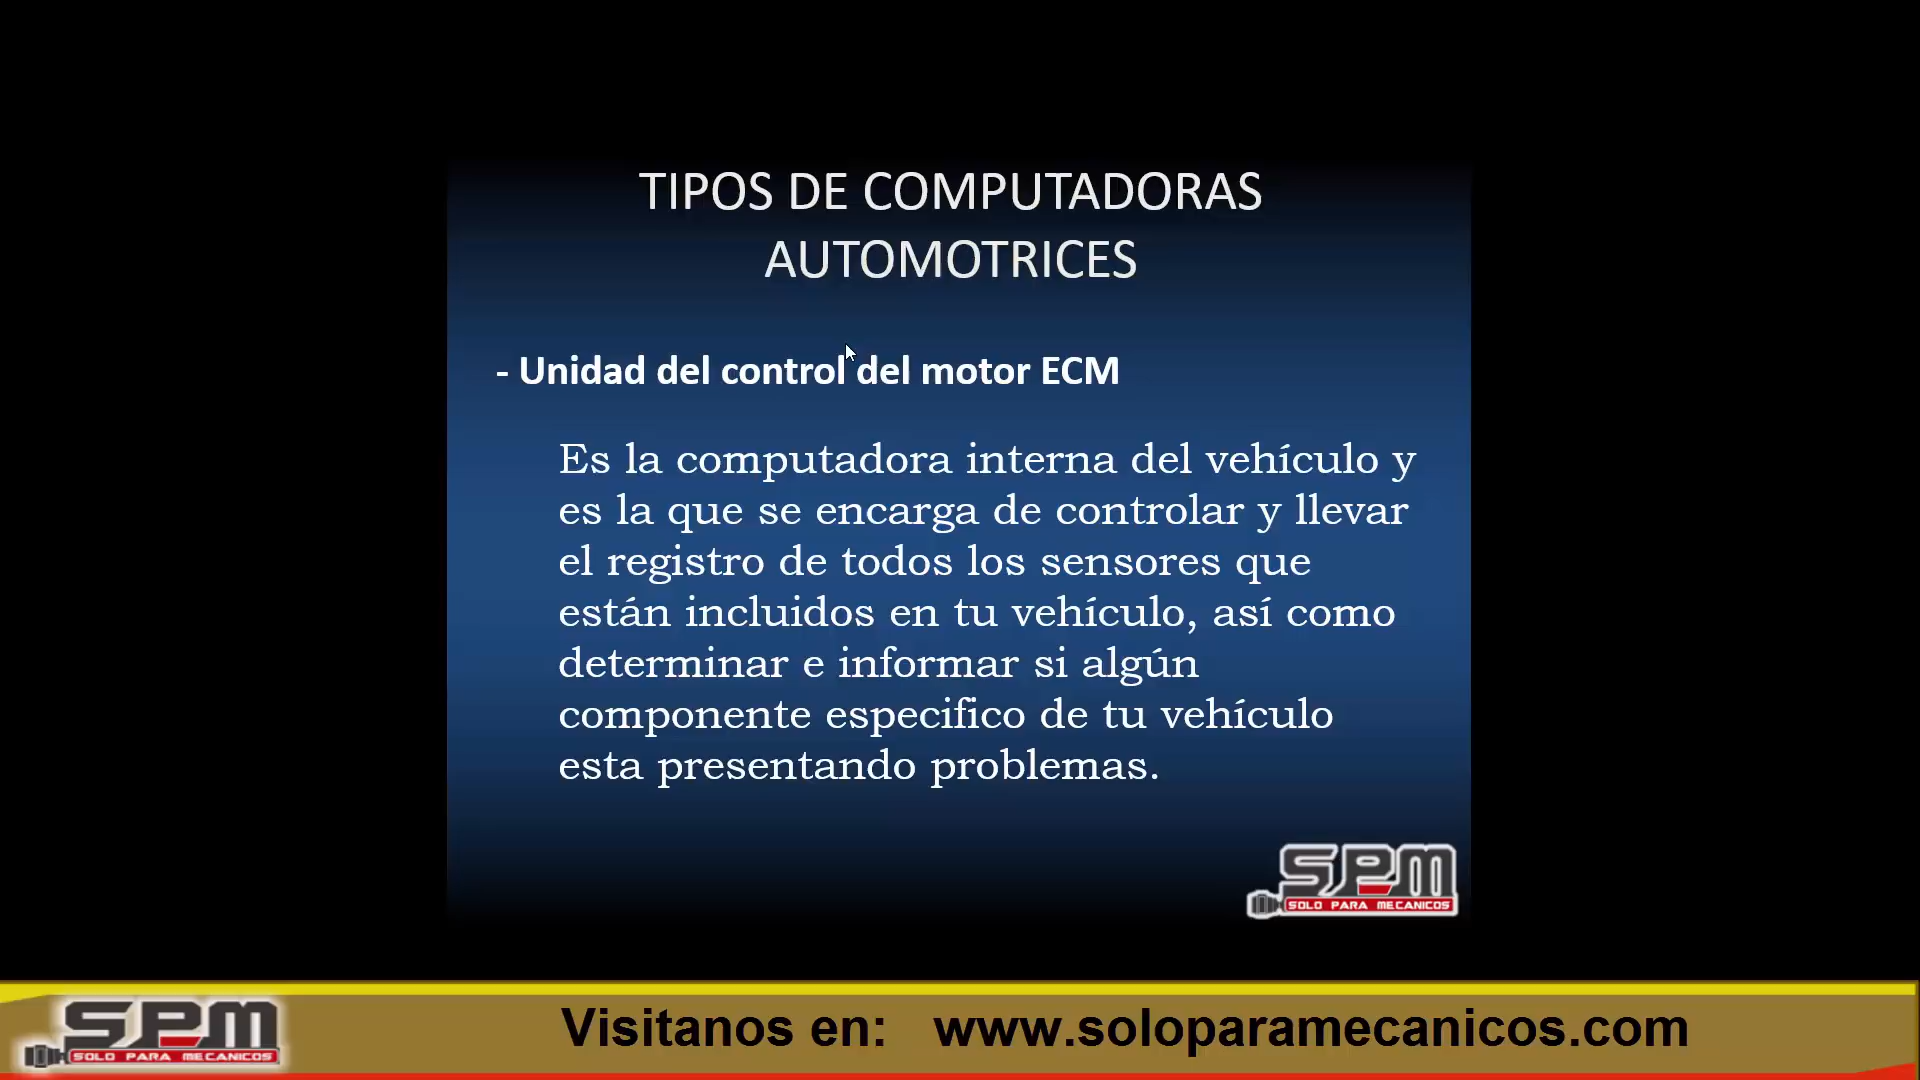 TIPOS DE COMPUTADORAS
AUTOMOTRICES
- Unidad del control del motor ECM
Es la computadora interna del vehículo y
es la que se encarga de controlar y llevar
el registro de todos los sensores que
están incluidos en tu vehículo, así como
determinar e informar si algún
componente especifico de tu vehículo
esta presentando problemas.
SPM
SOLO PARA MECANICOS
SPM
SOLO PARA MECANICOS
Visitanos en: www.soloparamecanicos.com